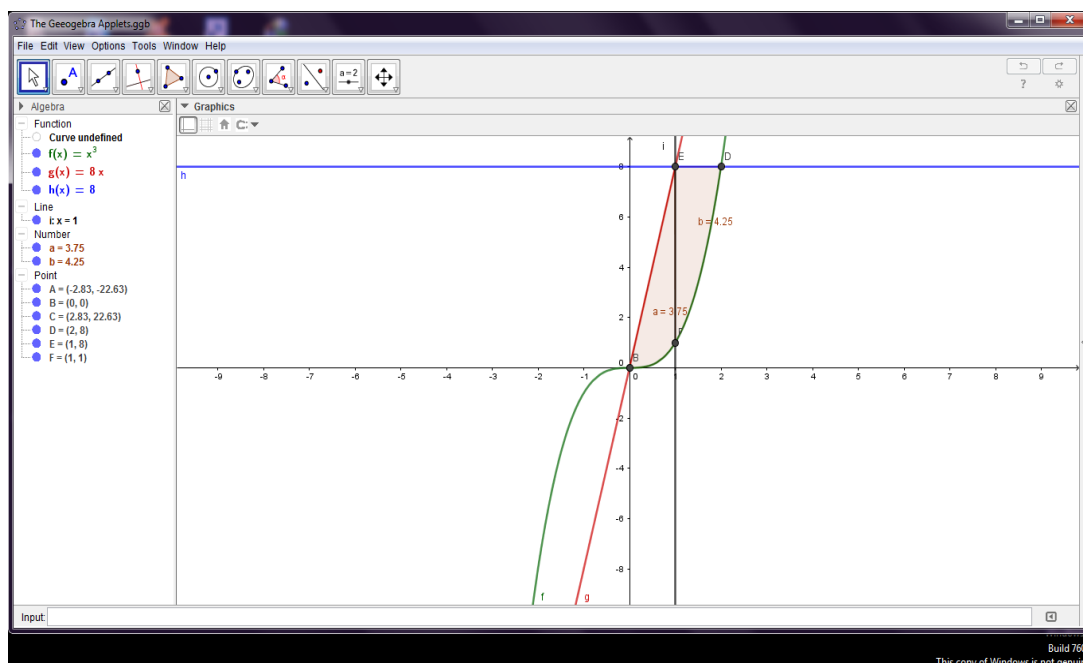 The Geeogebra Applets.ggb
File Edit View Options Tools Window Help
A
α
a=2
?
Algebra
Graphics
Function
Curve undefined
f(x) = x³
g(x) = 8 x
h(x) = 8
Line
i: x = 1
Number
a = 3.75
b = 4.25
Point
A = (-2.83, -22.63)
B = (0, 0)
C = (2.83, 22.63)
D = (2, 8)
E = (1, 8)
F = (1, 1)
C:
i
E
D
8
h
6
b = 4.25
4
2
a = 3.75
F
0
B
-9 -8 -7 -6 -5 -4 -3 -2 -1 0 1 2 3 4 5 6 7 8 9
-2
-4
-6
-8
f
g
Input:
Build 760
This copy of Windows is not genuin